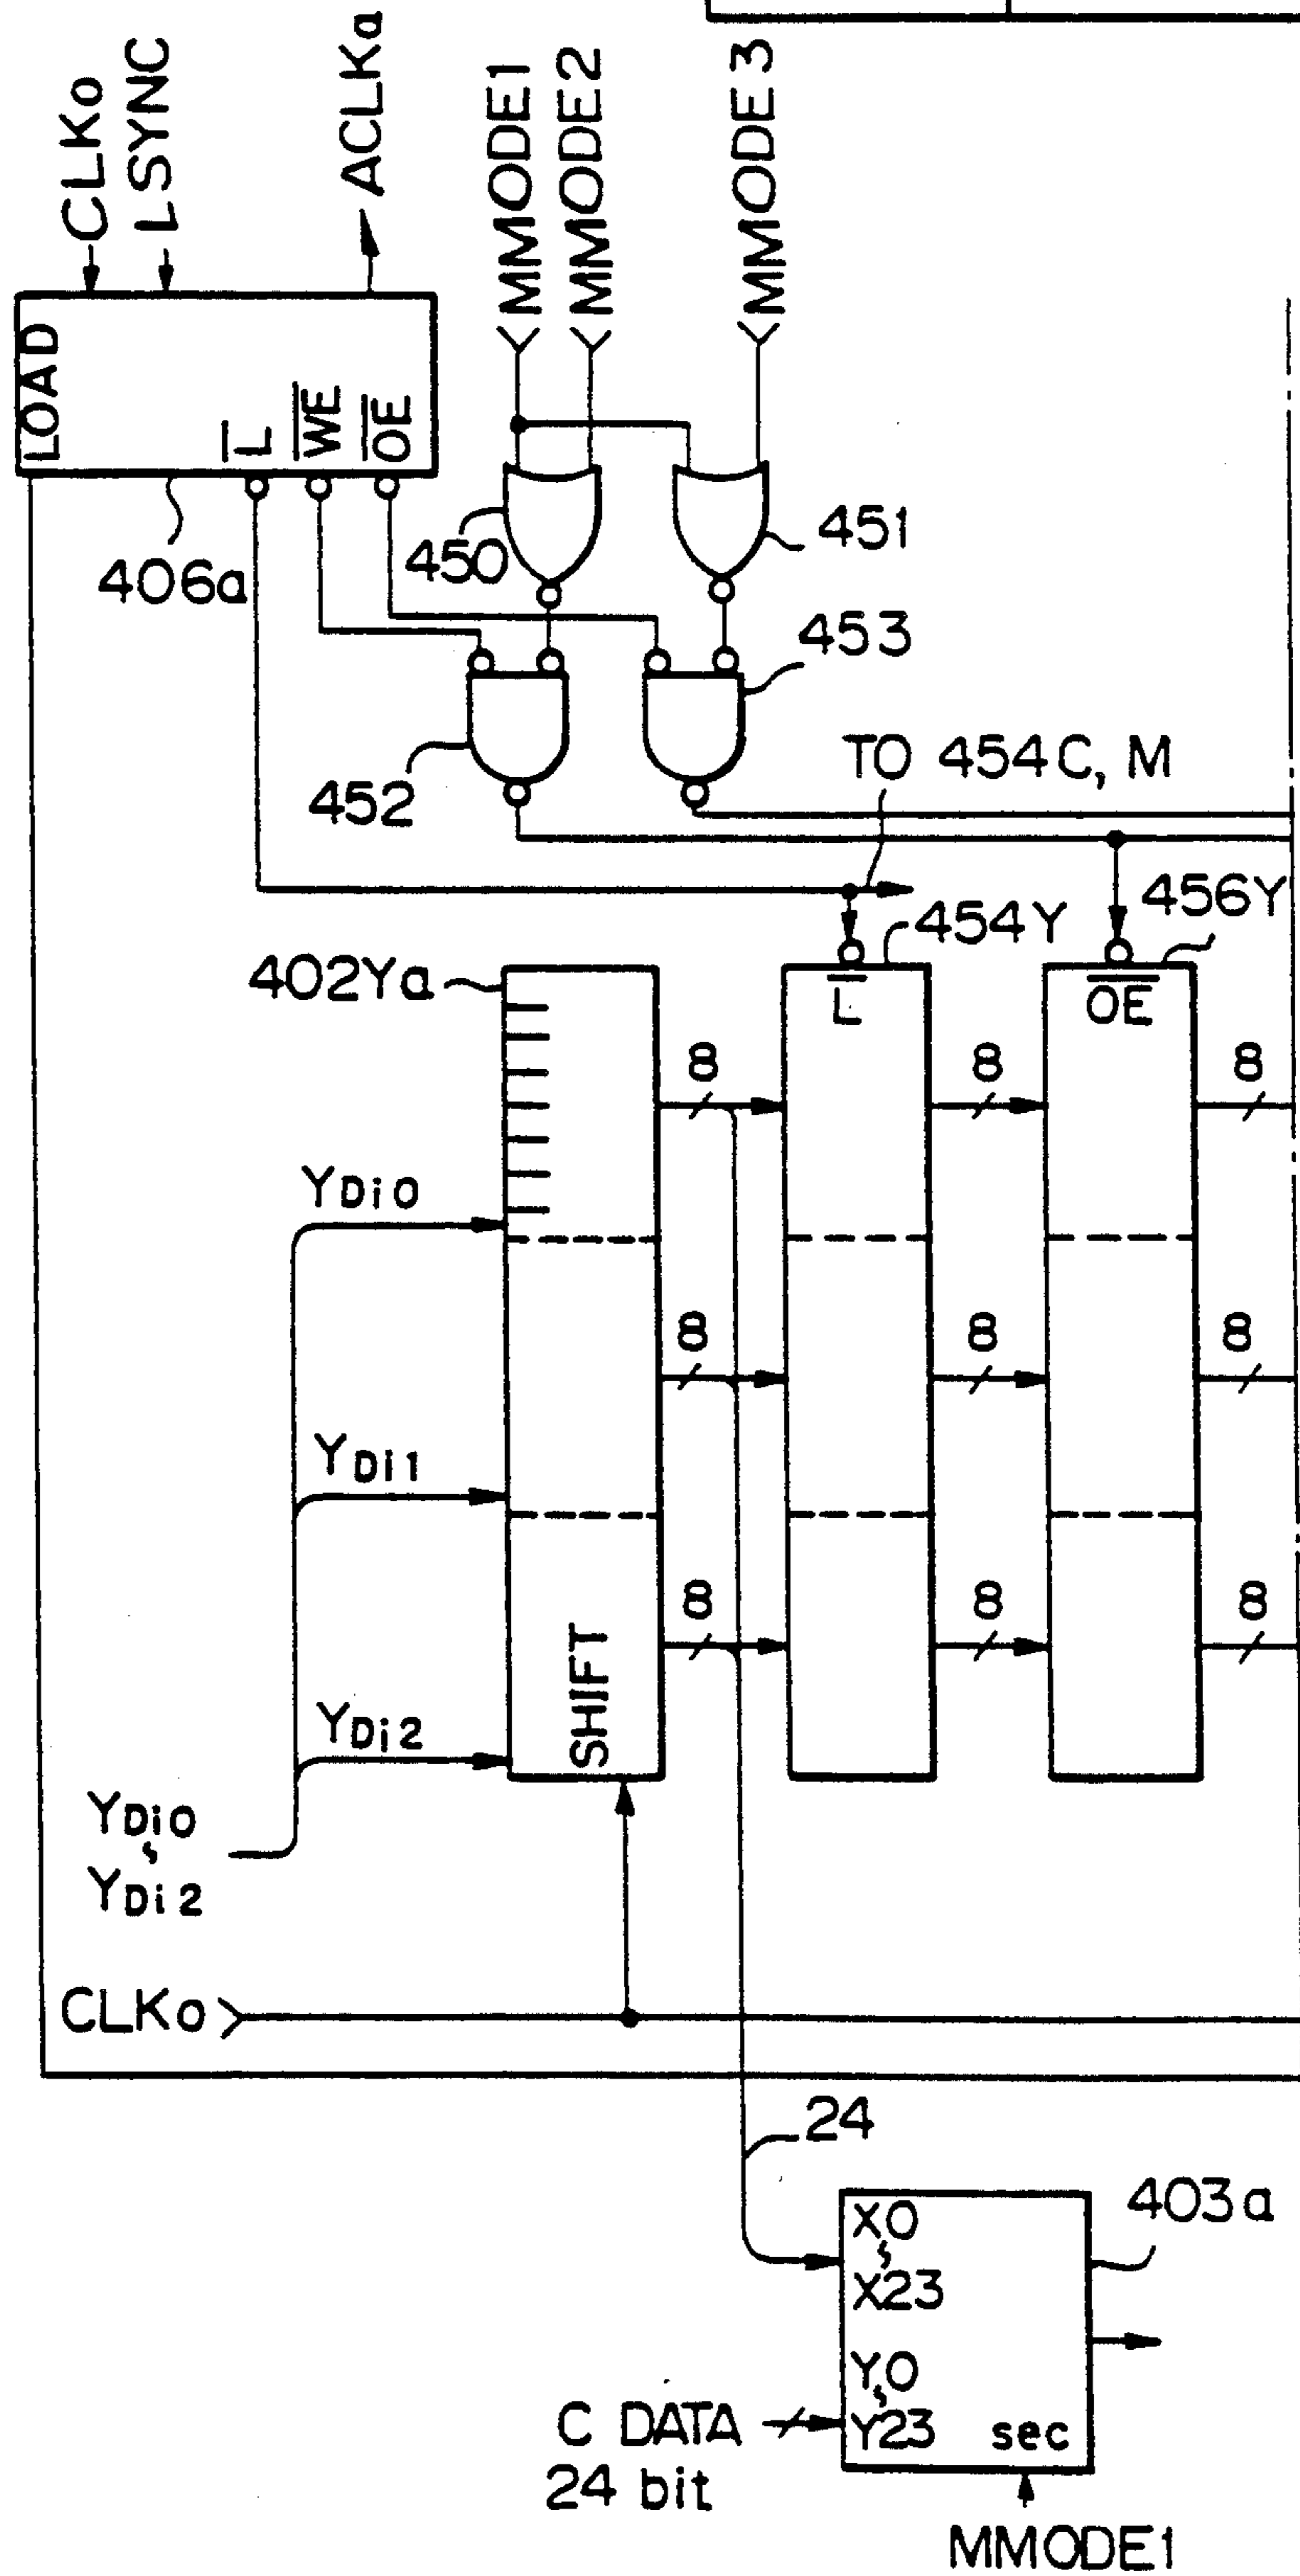 CLKo
LSYNC
ACLKa
MMODE1
MMODE2
MMODE3
LOAD
L
WE
OE
406a
450
451
452
453
TO 454C, M
454Y
456Y
402Ya
L
OE
8
8
8
YDi0
8
8
8
YDi1
8
8
8
SHIFT
YDi2
YDi0
YDi2
CLKo
24
403a
X0
X23
Y0
Y23
sec
C DATA
24 bit
MMODE1